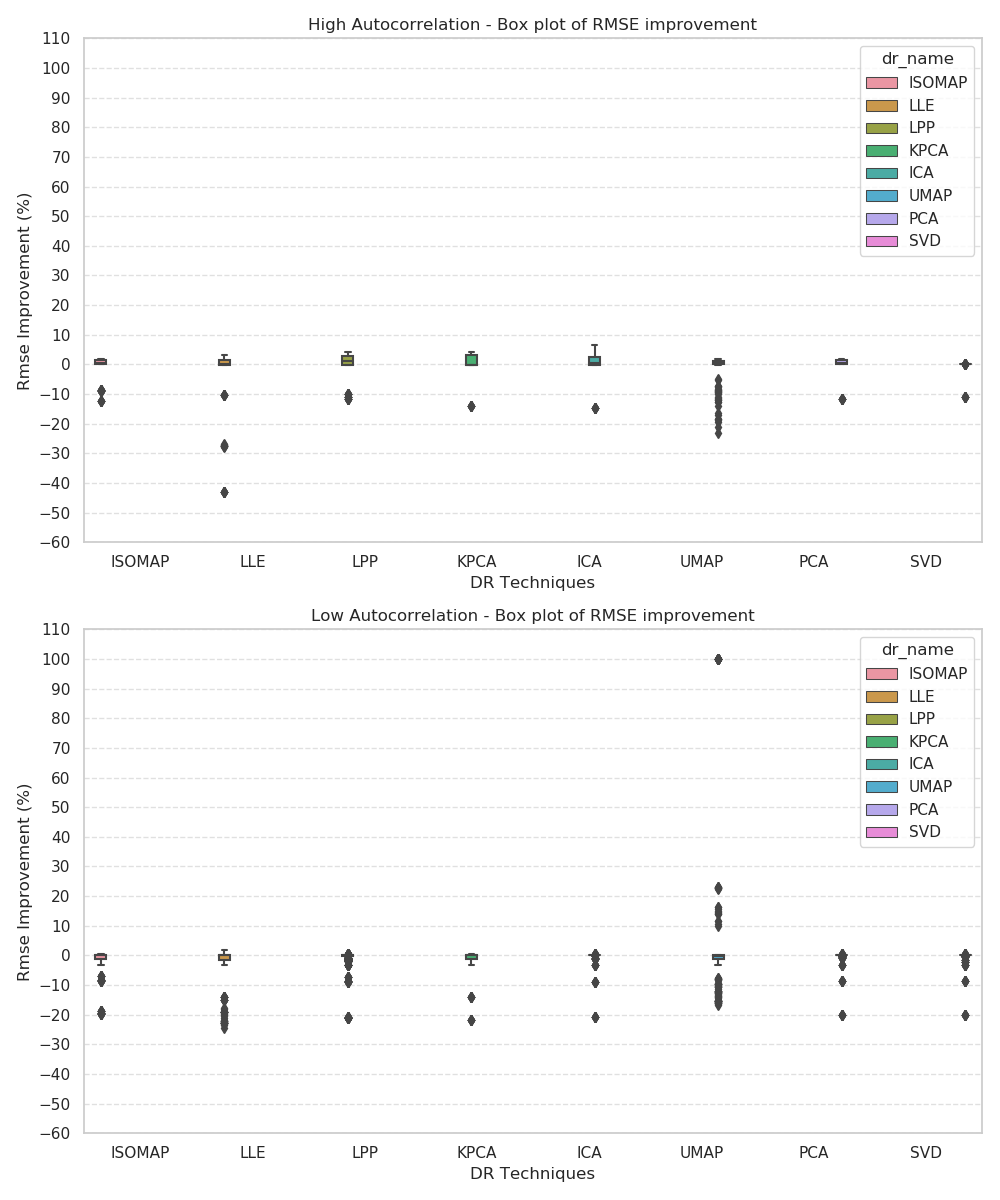 High Autocorrelation - Box plot of RMSE improvement
110
100
90
80
70
60
50
40
30
20
10
0
−10
−20
−30
−40
−50
−60
Rmse Improvement (%)
dr_name
ISOMAP
LLE
LPP
KPCA
ICA
UMAP
PCA
SVD
ISOMAP LLE LPP KPCA ICA UMAP PCA SVD
DR Techniques
Low Autocorrelation - Box plot of RMSE improvement
110
100
90
80
70
60
50
40
30
20
10
0
−10
−20
−30
−40
−50
−60
Rmse Improvement (%)
dr_name
ISOMAP
LLE
LPP
KPCA
ICA
UMAP
PCA
SVD
ISOMAP LLE LPP KPCA ICA UMAP PCA SVD
DR Techniques